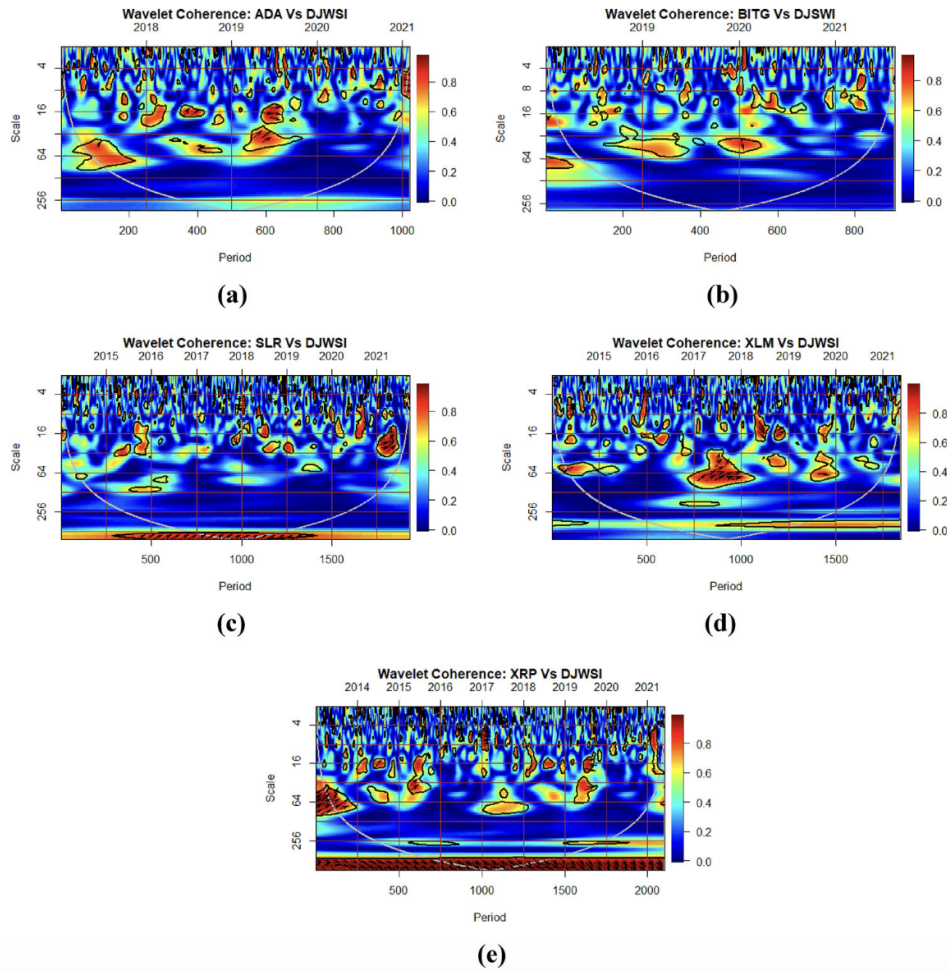 Wavelet Coherence: ADA Vs DJWSI
2018 2019 2020 2021
Scale
4
16
64
256
0.8
0.6
0.4
0.2
0.0
200 400 600 800 1000
Period
(a)
Wavelet Coherence: BITG Vs DJSWI
2019 2020 2021
Scale
4
8
16
64
256
0.8
0.6
0.4
0.2
0.0
200 400 600 800
Period
(b)
Wavelet Coherence: SLR Vs DJWSI
2015 2016 2017 2018 2019 2020 2021
Scale
4
16
64
256
0.8
0.6
0.4
0.2
0.0
500 1000 1500
Period
(c)
Wavelet Coherence: XLM Vs DJWSI
2015 2016 2017 2018 2019 2020 2021
Scale
4
16
64
256
0.8
0.6
0.4
0.2
0.0
500 1000 1500
Period
(d)
Wavelet Coherence: XRP Vs DJWSI
2014 2015 2016 2017 2018 2019 2020 2021
Scale
4
16
64
256
0.8
0.6
0.4
0.2
0.0
500 1000 1500 2000
Period
(e)